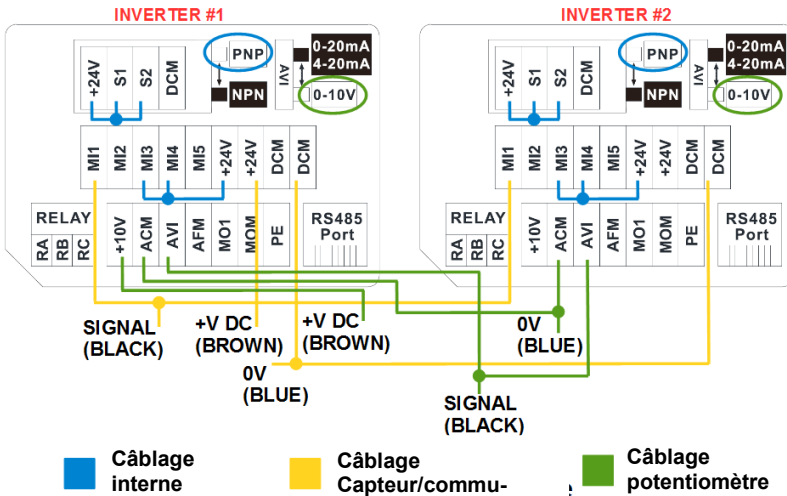 INVERTER #1
INVERTER #2
+24V S1 S2 DCM
PNP
NPN
AVI
0-20mA
4-20mA
0-10V
+24V S1 S2 DCM
PNP
NPN
AVI
0-20mA
4-20mA
0-10V
MI1 MI2 MI3 MI4 MI5 +24V +24V DCM DCM
MI1 MI2 MI3 MI4 MI5 +24V +24V DCM DCM
RELAY
RA RB RC
+10V ACM AVI AFM MO1 MOM PE
RS485
Port
RELAY
RA RB RC
+10V ACM AVI AFM MO1 MOM PE
RS485
Port
SIGNAL
(BLACK)
+V DC
(BROWN)
+V DC
(BROWN)
0V
(BLUE)
0V
(BLUE)
SIGNAL
(BLACK)
Câblage
interne
Câblage
Capteur/commu-
Câblage
potentiomètre